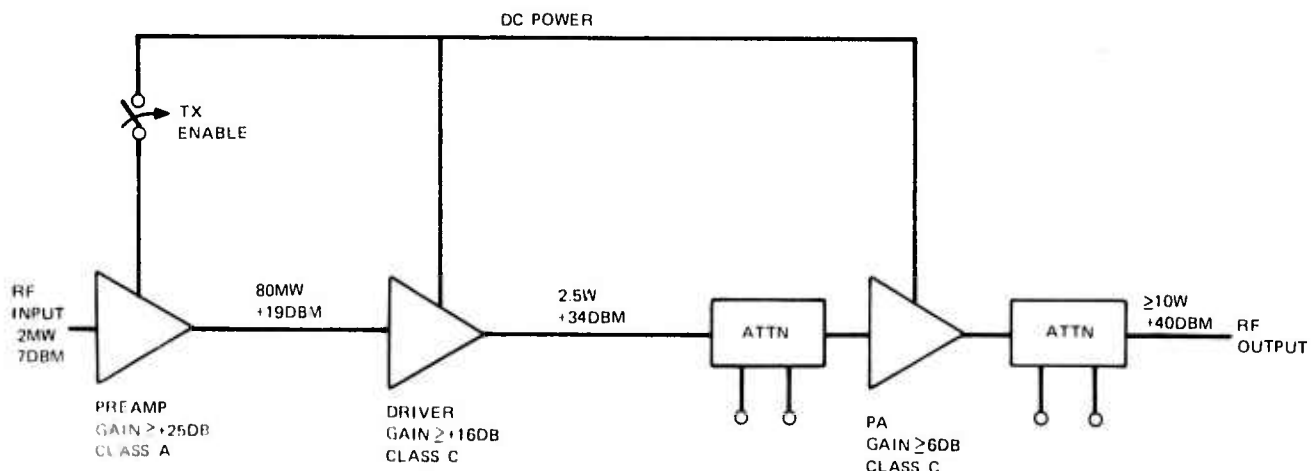 DC POWER
TX
ENABLE
RF
INPUT
2MW
7DBM
80MW
+19DBM
2.5W
+34DBM
ATTN
ATTN
≥10W
+40DBM
RF
OUTPUT
PREAMP
GAIN ≥ +25DB
CLASS A
DRIVER
GAIN ≥ +16DB
CLASS C
PA
GAIN ≥6DB
CLASS C